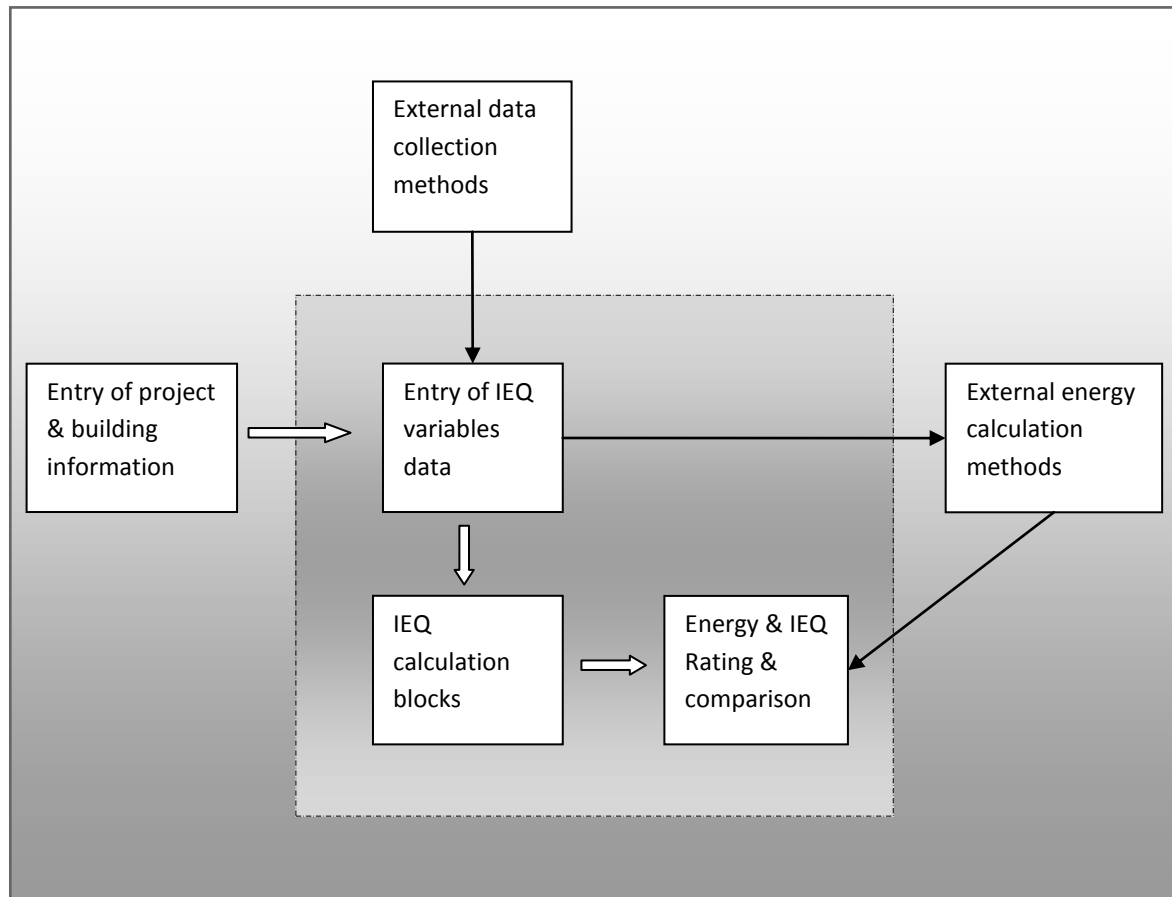 External data
collection
methods
Entry of project
& building
information
Entry of IEQ
variables
data
External energy
calculation
methods
IEQ
calculation
blocks
Energy & IEQ
Rating &
comparison